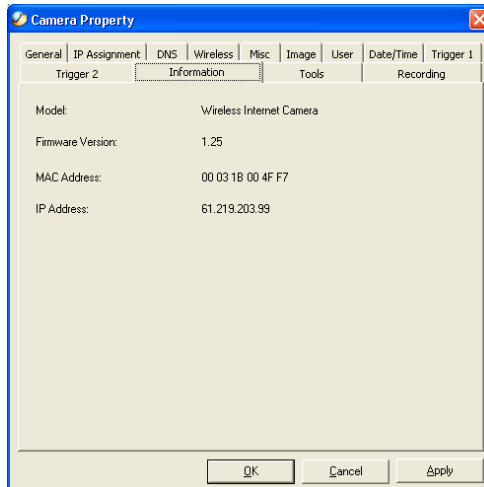 Camera Property
General IP Assignment DNS Wireless Misc Image User Date/Time Trigger 1
Trigger 2 Information Tools Recording
Model: Wireless Internet Camera
Firmware Version: 1.25
MAC Address: 00 03 1B 00 4F F7
IP Address: 61.219.203.99
OK Cancel Apply